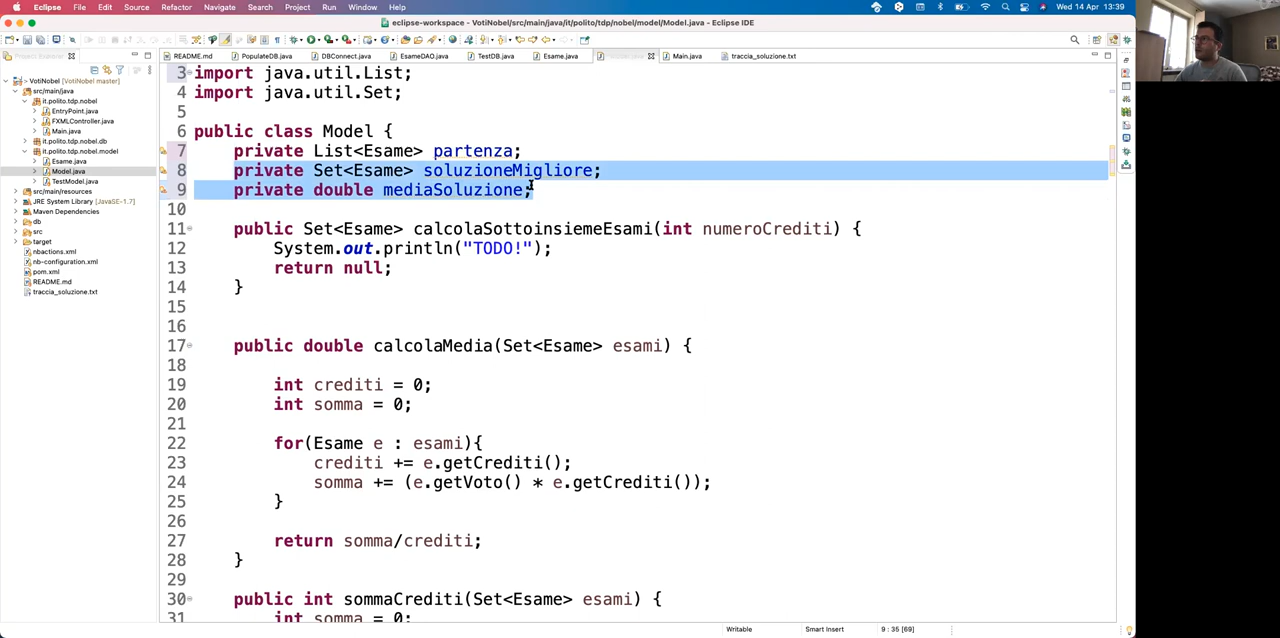 Eclipse File Edit Source Refactor Navigate Search Project Run Window Help
Wed 14 Apr 13:39
eclipse-workspace - VotiNobel/src/main/java/it/polito/tdp/nobel/model/Model.java - Eclipse IDE
README.md PopulateDB.java DBConnect.java EsameDAO.java TestDB.java Esame.java Main.java traccia_soluzione.txt
VotiNobel [VotiNobel master]
src/main/java
it.polito.tdp.nobel
EntryPoint.java
FXMLController.java
Main.java
it.polito.tdp.nobel.db
it.polito.tdp.nobel.model
Esame.java
Model.java
TestModel.java
src/main/resources
JRE System Library [JavaSE-1.7]
Maven Dependencies
db
src
target
nbactions.xml
nb-configuration.xml
pom.xml
README.md
traccia_soluzione.txt
3 import java.util.List;
4 import java.util.Set;
5
6 public class Model {
7 private List<Esame> partenza;
8 private Set<Esame> soluzioneMigliore;
9 private double mediaSoluzione;
10
11 public Set<Esame> calcolaSottoinsiemeEsami(int numeroCrediti) {
12 System.out.println("TODO!");
13 return null;
14 }
15
16
17 public double calcolaMedia(Set<Esame> esami) {
18
19 int crediti = 0;
20 int somma = 0;
21
22 for(Esame e : esami){
23 crediti += e.getCrediti();
24 somma += (e.getVoto() * e.getCrediti());
25 }
26
27 return somma/crediti;
28 }
29
30 public int sommaCrediti(Set<Esame> esami) {
31 int somma = 0;
Writable Smart Insert 9 : 35 [69]